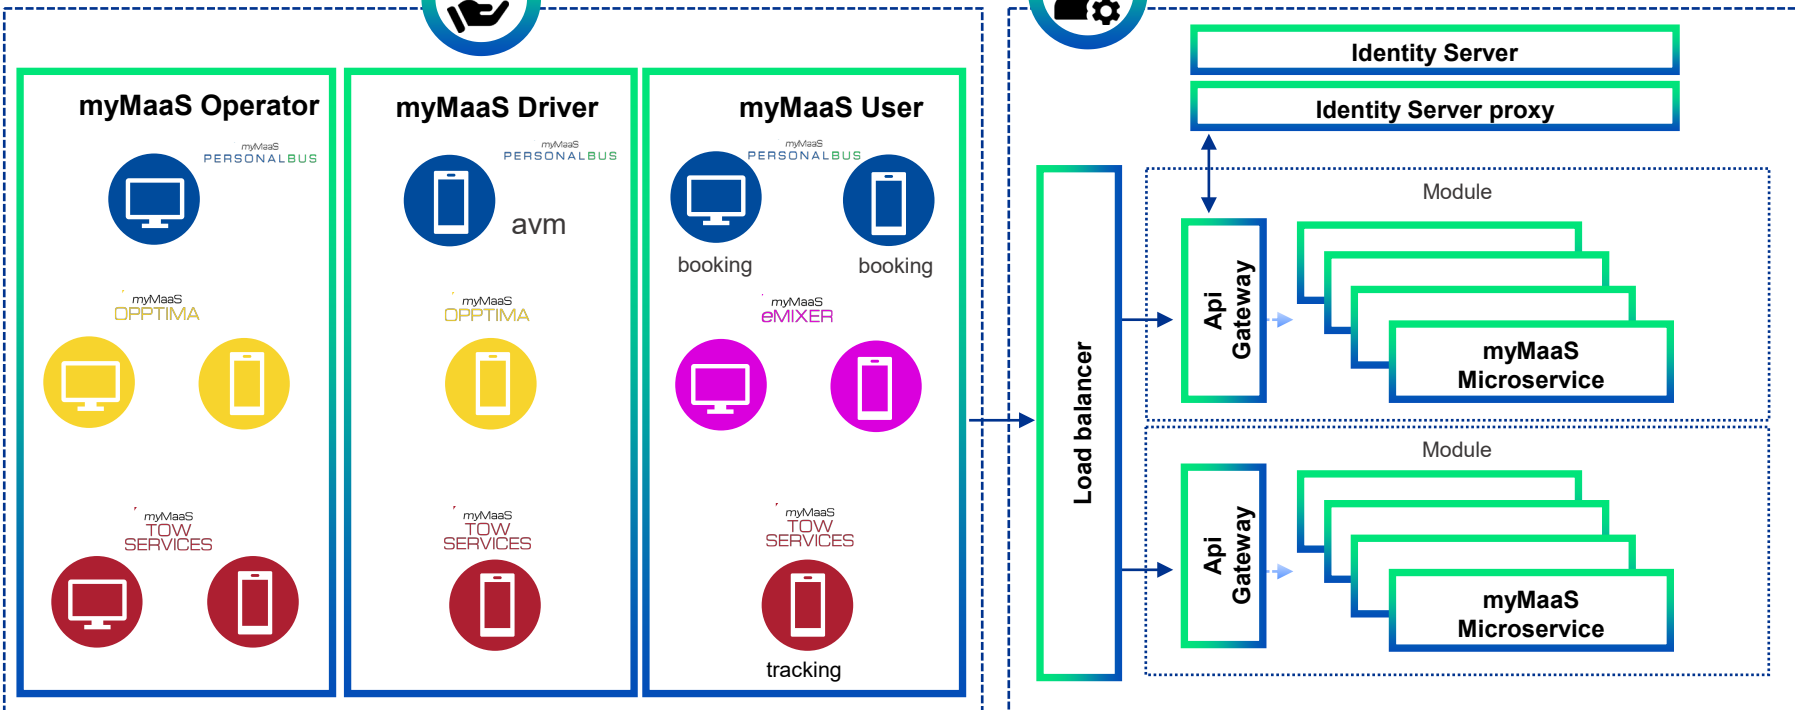 myMaaS Operator
myMaaS
PERSONALBUS
myMaaS
OPPTIMA
myMaaS
TOW
SERVICES
myMaaS Driver
myMaaS
PERSONALBUS
avm
myMaaS
OPPTIMA
myMaaS
TOW
SERVICES
myMaaS User
myMaaS
PERSONALBUS
booking
booking
myMaaS
eMIXER
myMaaS
TOW
SERVICES
tracking
Identity Server
Identity Server proxy
Load balancer
Module
Api
Gateway
myMaaS
Microservice
Module
Api
Gateway
myMaaS
Microservice